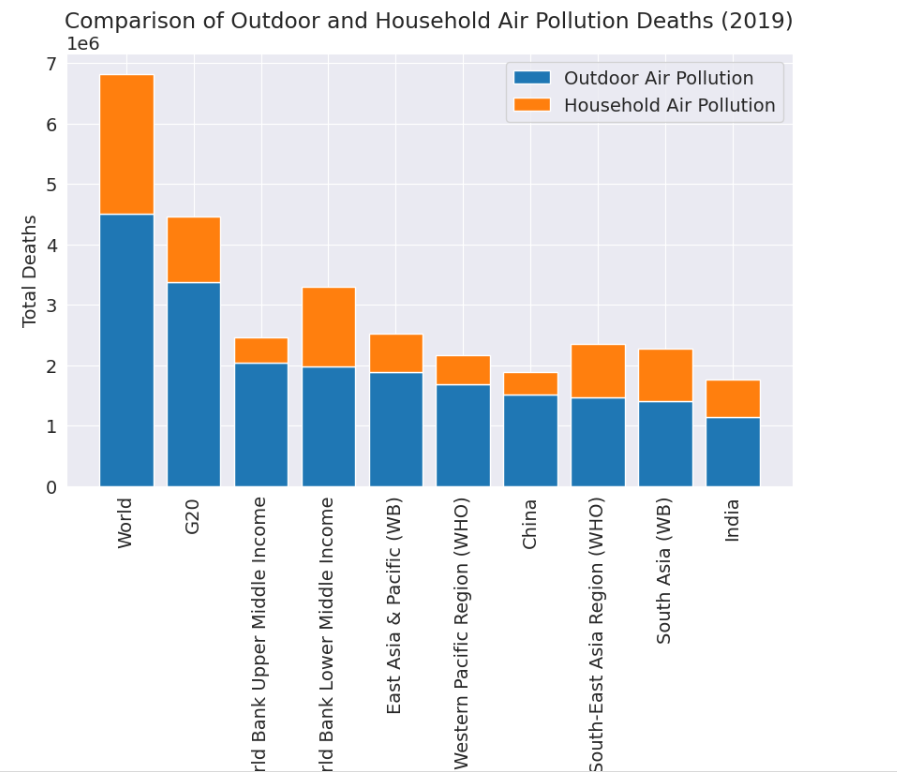 Comparison of Outdoor and Household Air Pollution Deaths (2019)
1e6
Outdoor Air Pollution
Household Air Pollution
Total Deaths
7
6
5
4
3
2
1
0
World
G20
rld Bank Upper Middle Income
rld Bank Lower Middle Income
East Asia & Pacific (WB)
Western Pacific Region (WHO)
China
South-East Asia Region (WHO)
South Asia (WB)
India